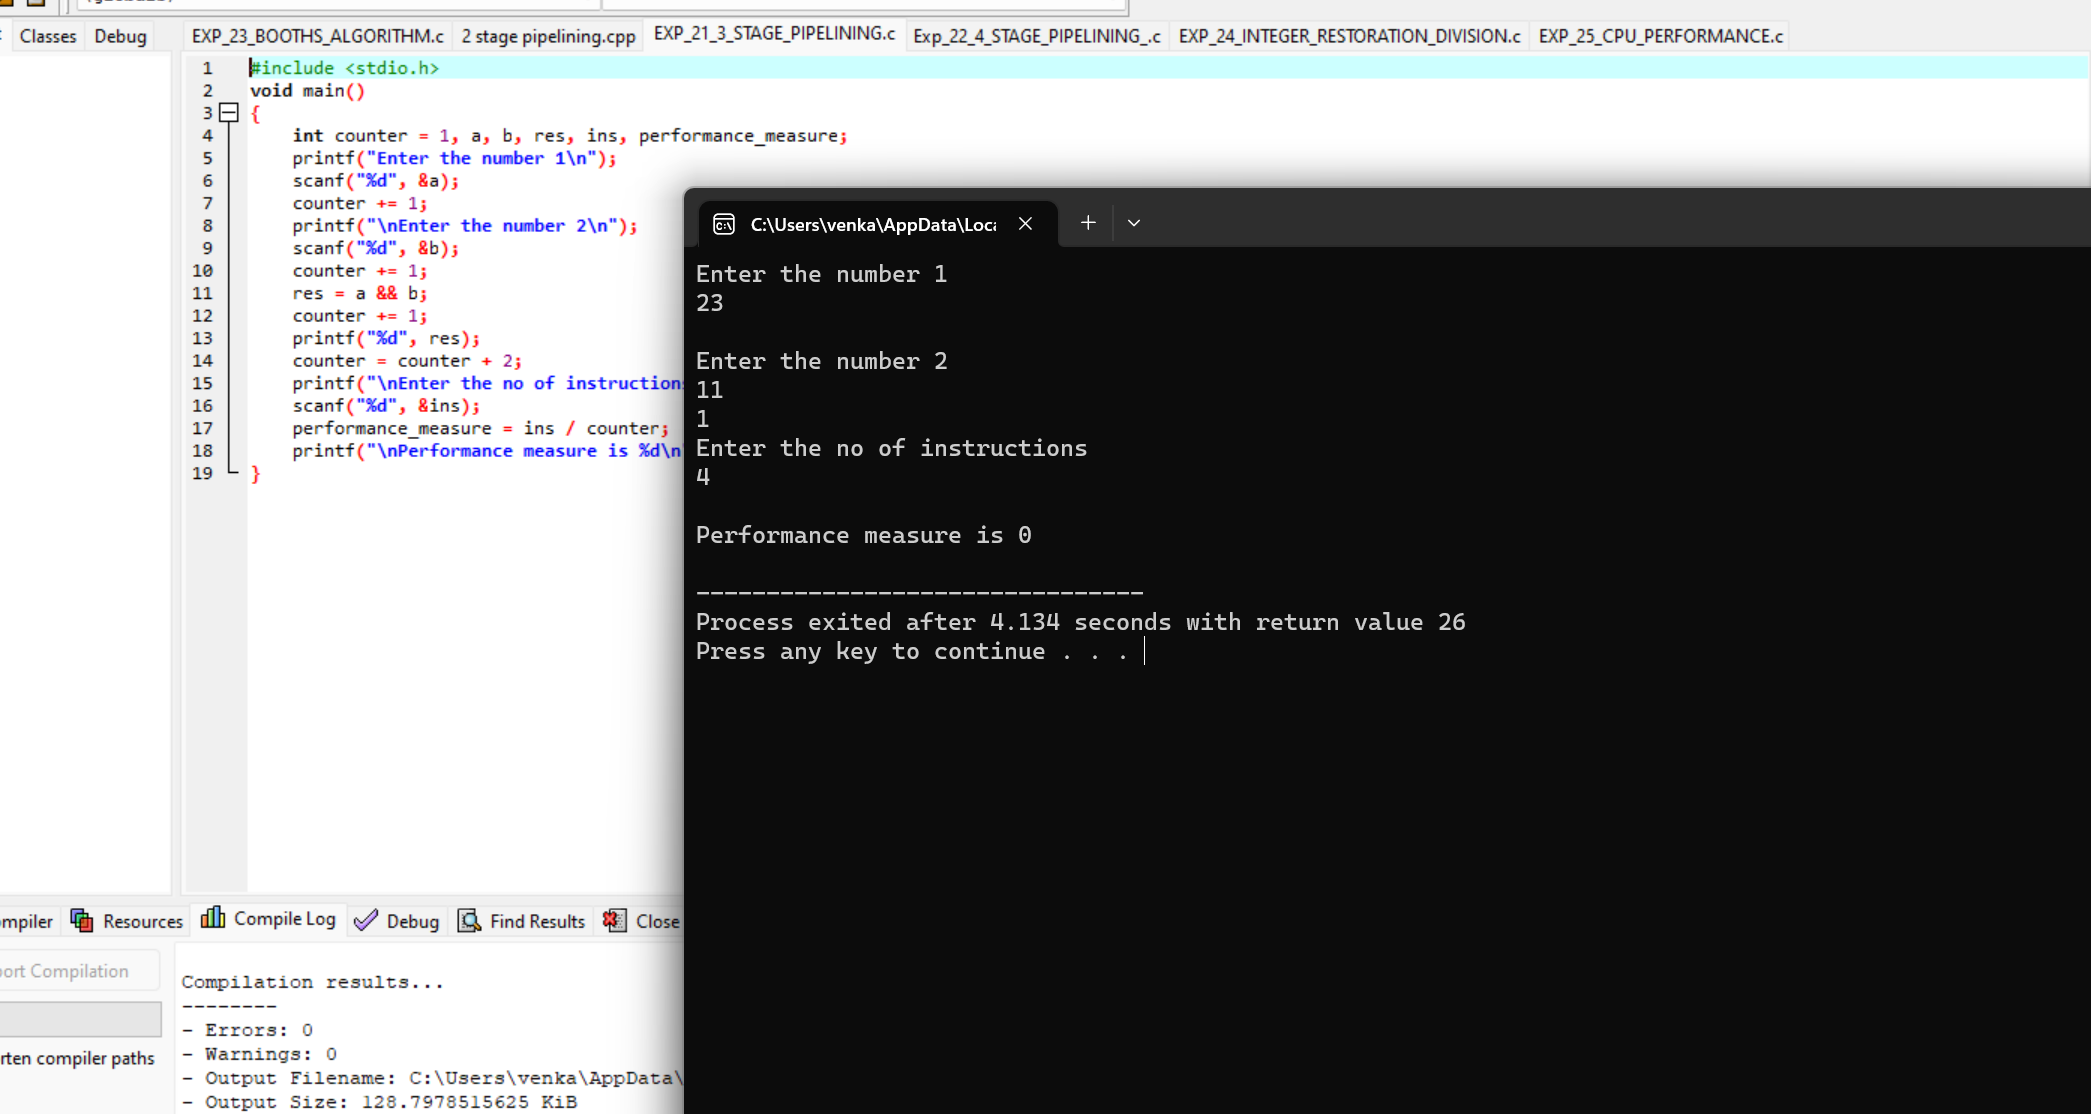 Classes Debug
EXP_23_BOOTHS_ALGORITHM.c 2 stage pipelining.cpp EXP_21_3_STAGE_PIPELINING.c Exp_22_4_STAGE_PIPELINING_.c EXP_24_INTEGER_RESTORATION_DIVISION.c EXP_25_CPU_PERFORMANCE.c
1 #include <stdio.h>
2 void main()
3 {
4 int counter = 1, a, b, res, ins, performance_measure;
5 printf("Enter the number 1\n");
6 scanf("%d", &a);
7 counter += 1;
8 printf("\nEnter the number 2\n");
9 scanf("%d", &b);
10 counter += 1;
11 res = a && b;
12 counter += 1;
13 printf("%d", res);
14 counter = counter + 2;
15 printf("\nEnter the no of instruction
16 scanf("%d", &ins);
17 performance_measure = ins / counter;
18 printf("\nPerformance measure is %d\n
19 }
C:\Users\venka\AppData\Loca
Enter the number 1
23
Enter the number 2
11
1
Enter the no of instructions
4
Performance measure is 0
--------------------------------
Process exited after 4.134 seconds with return value 26
Press any key to continue . . .
mpiler Resources Compile Log Debug Find Results Close
ort Compilation
rten compiler paths
Compilation results...
--------
- Errors: 0
- Warnings: 0
- Output Filename: C:\Users\venka\AppData\
- Output Size: 128.7978515625 KiB